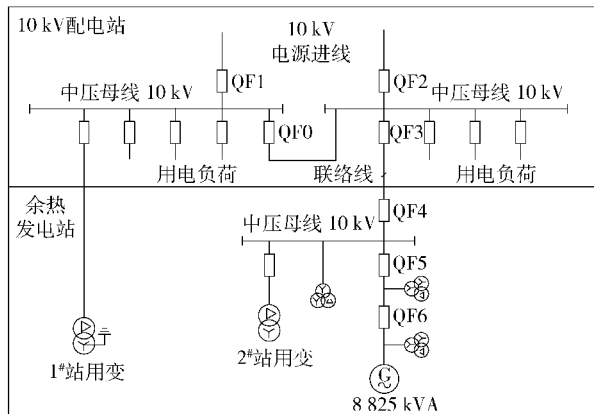 10 kV配电站
10 kV
电源进线
QF1
QF2
中压母线 10 kV
中压母线 10 kV
QF0
QF3
用电负荷
联络线
用电负荷
余热
发电站
QF4
中压母线 10 kV
QF5
QF6
1#站用变
2#站用变
G
8 825 kVA